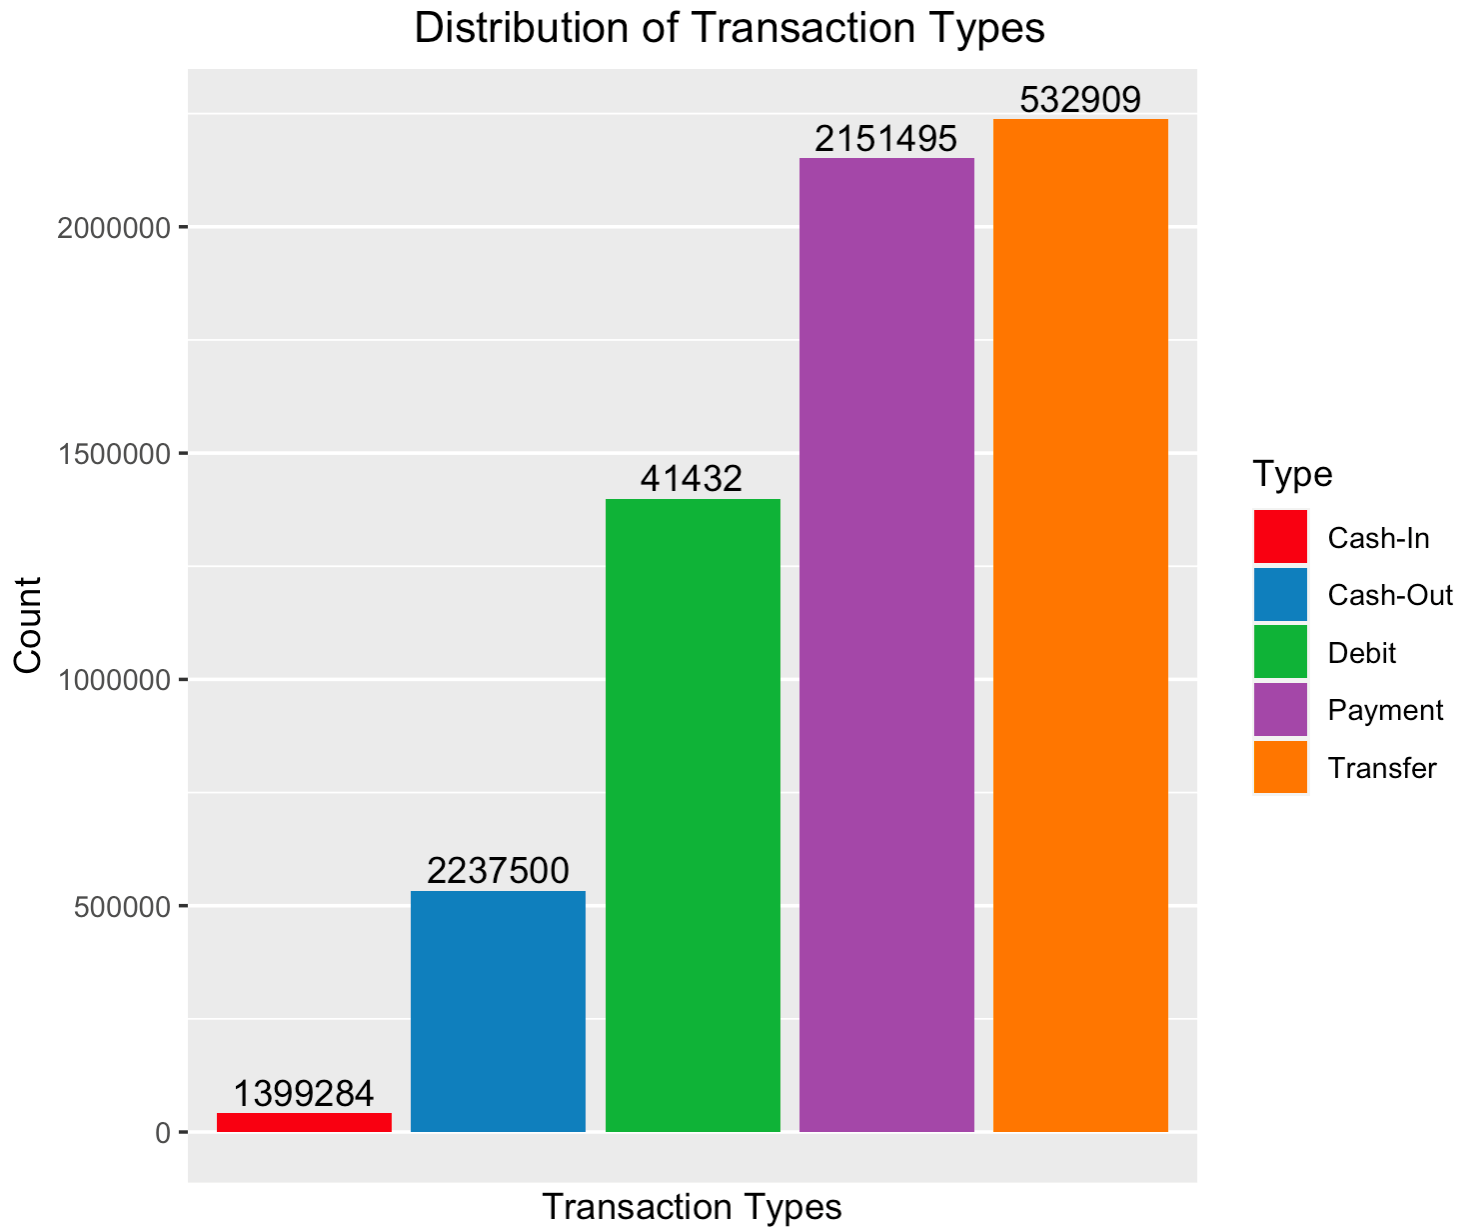 Distribution of Transaction Types
532909
2151495
2000000
1500000
41432
1000000
2237500
500000
1399284
0
Count
Transaction Types
Type
Cash-In
Cash-Out
Debit
Payment
Transfer